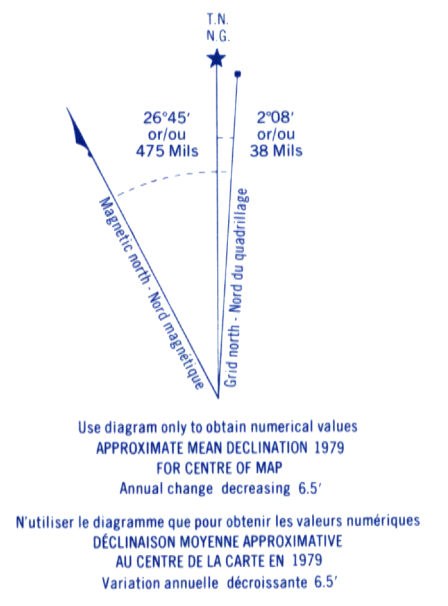 T.N.
N.G.
26°45'
or/ou
475 Mils
2°08'
or/ou
38 Mils
Magnetic north - Nord magnétique
Grid north - Nord du quadrillage
Use diagram only to obtain numerical values
APPROXIMATE MEAN DECLINATION 1979
FOR CENTRE OF MAP
Annual change decreasing 6.5'
N'utiliser le diagramme que pour obtenir les valeurs numériques
DÉCLINAISON MOYENNE APPROXIMATIVE
AU CENTRE DE LA CARTE EN 1979
Variation annuelle décroissante 6.5'